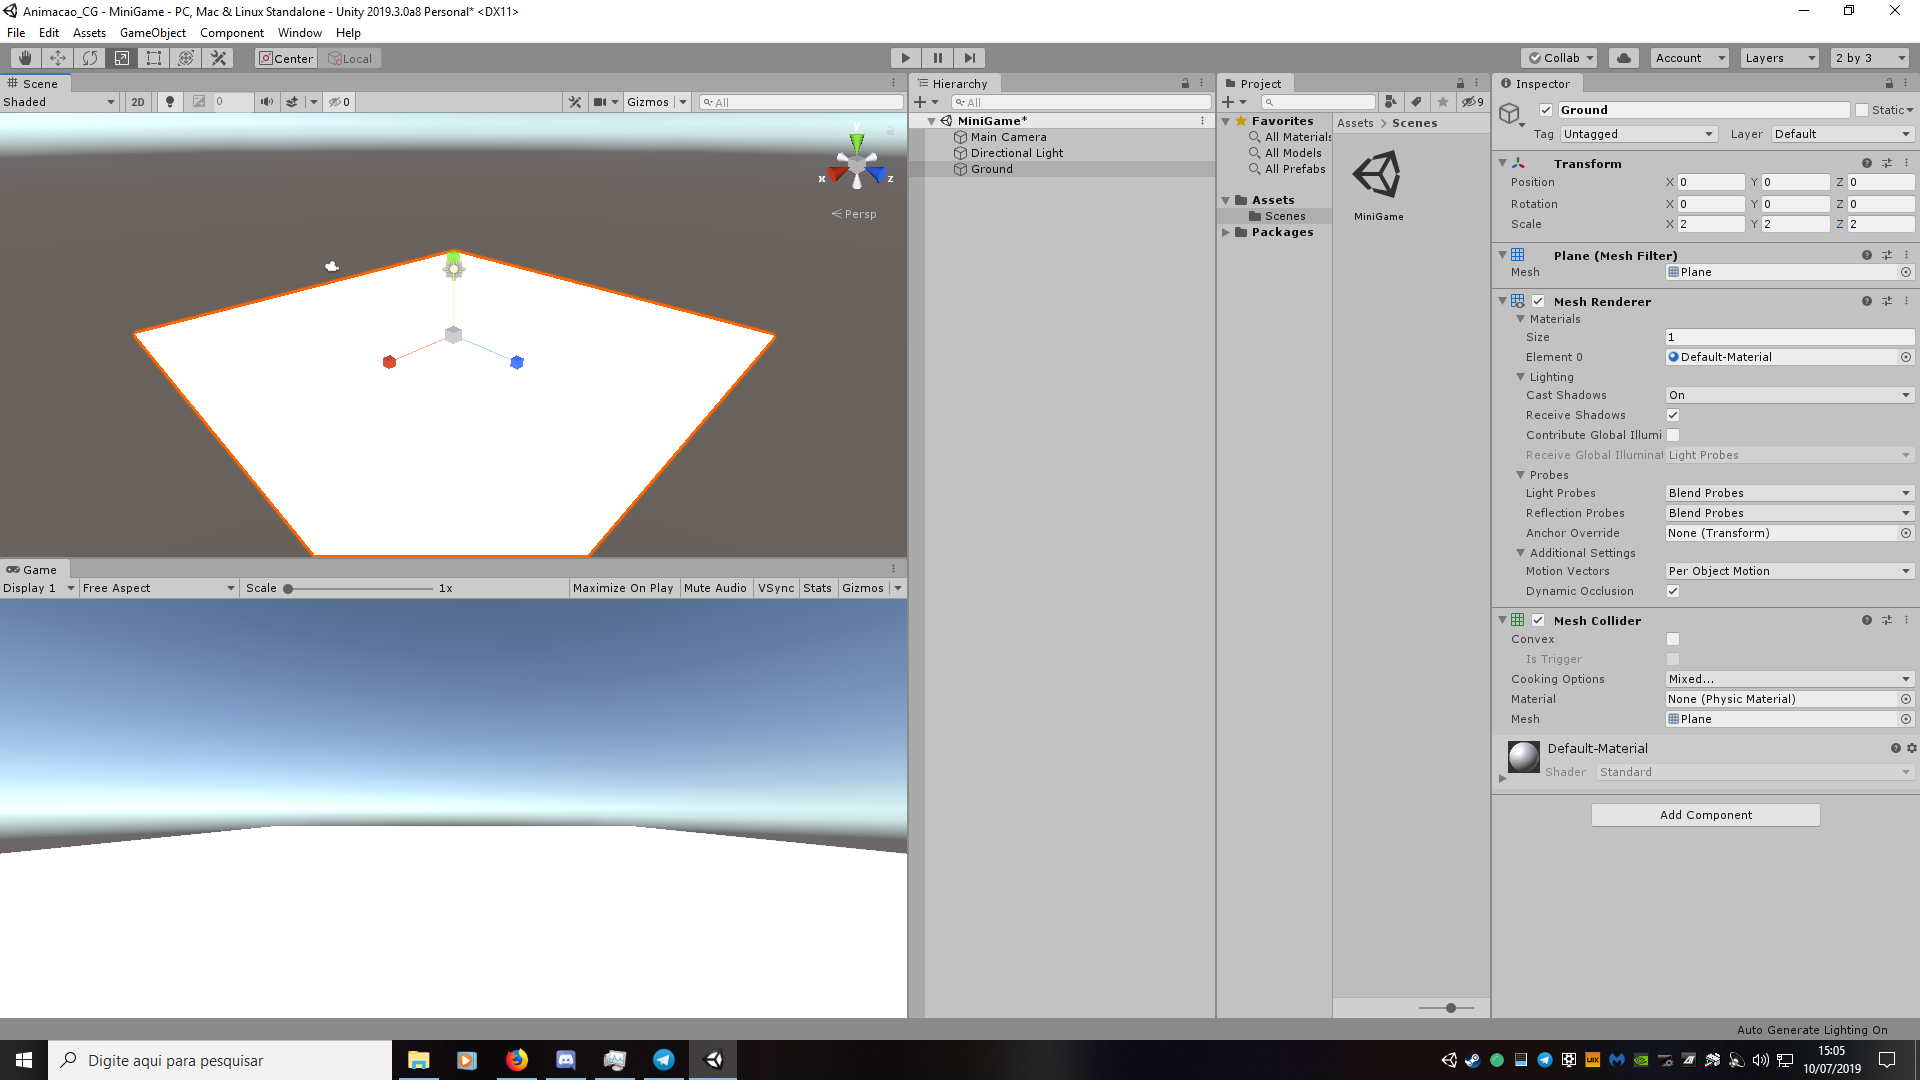 Animacao_CG - MiniGame - PC, Mac & Linux Standalone - Unity 2019.3.0a8 Personal* <DX11>
File Edit Assets GameObject Component Window Help
Center Local
Collab Account Layers 2 by 3
Scene
Shaded 2D 0 0 Gizmos All
y x z
Persp
Game
Display 1 Free Aspect Scale 1x Maximize On Play Mute Audio VSync Stats Gizmos
Hierarchy
All
MiniGame*
Main Camera
Directional Light
Ground
Project
9
Favorites
All Materials
All Models
All Prefabs
Assets
Scenes
Packages
Assets > Scenes
MiniGame
Inspector
Ground Static
Tag Untagged Layer Default
Transform
Position X 0 Y 0 Z 0
Rotation X 0 Y 0 Z 0
Scale X 2 Y 2 Z 2
Plane (Mesh Filter)
Mesh Plane
Mesh Renderer
Materials
Size 1
Element 0 Default-Material
Lighting
Cast Shadows On
Receive Shadows
Contribute Global Illumi
Receive Global Illuminat Light Probes
Probes
Light Probes Blend Probes
Reflection Probes Blend Probes
Anchor Override None (Transform)
Additional Settings
Motion Vectors Per Object Motion
Dynamic Occlusion
Mesh Collider
Convex
Is Trigger
Cooking Options Mixed...
Material None (Physic Material)
Mesh Plane
Default-Material
Shader Standard
Add Component
Auto Generate Lighting On
Digite aqui para pesquisar
15:05
10/07/2019